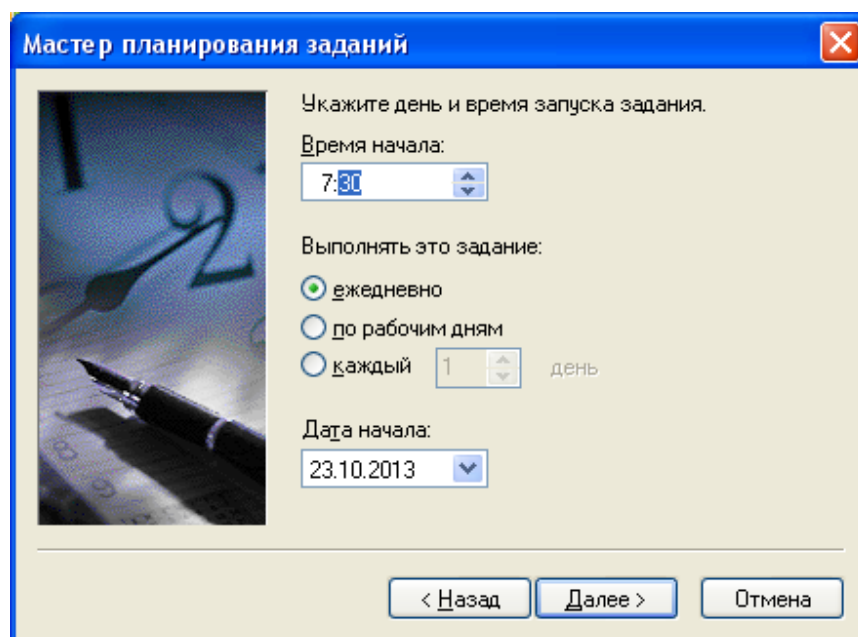 Мастер планирования заданий
Укажите день и время запуска задания.
Время начала:
7:30
Выполнять это задание:
ежедневно
по рабочим дням
каждый 1 день
Дата начала:
23.10.2013
< Назад Далее > Отмена